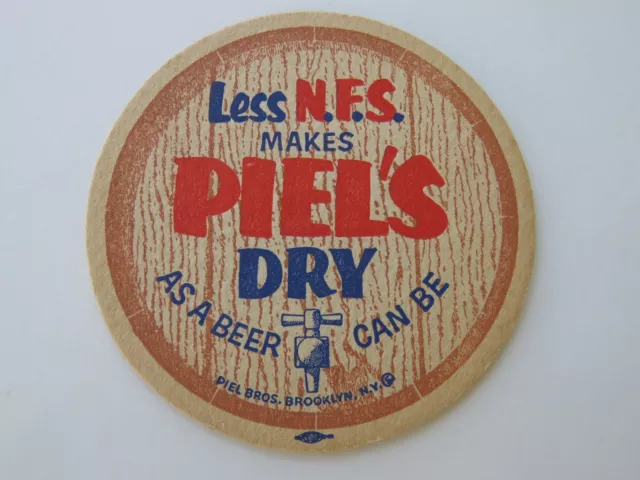 Less N.F.S.
MAKES
PIEL'S
DRY
AS A BEER CAN BE
PIEL BROS. BROOKLYN, N.Y. ©